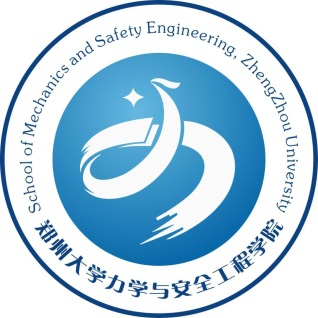 School of Mechanics and Safety Engineering, ZhengZhou University
郑州大学力学与安全工程学院